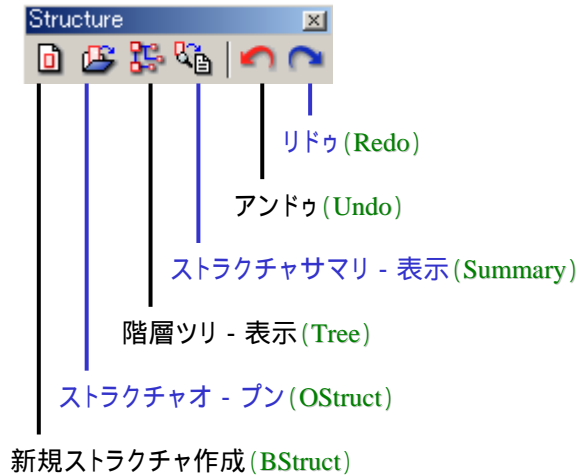 Structure
リドゥ(Redo)
アンドゥ(Undo)
ストラクチャサマリ - 表示(Summary)
階層ツリ - 表示(Tree)
ストラクチャオ - プン(OStruct)
新規ストラクチャ作成(BStruct)